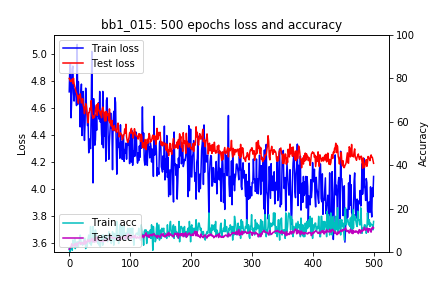 bb1_015: 500 epochs loss and accuracy
Train loss
Test loss
Train acc
Test acc
Loss
5.0
4.8
4.6
4.4
4.2
4.0
3.8
3.6
Accuracy
100
80
60
40
20
0
0
100
200
300
400
500